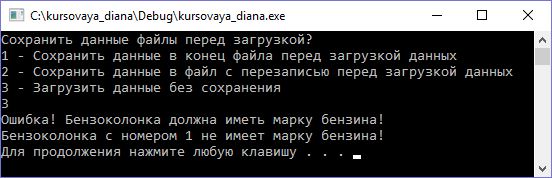 C:\kursovaya_diana\Debug\kursovaya_diana.exe
Сохранить данные файлы перед загрузкой?
1 - Сохранить данные в конец файла перед загрузкой данных
2 - Сохранить данные в файл с перезаписью перед загрузкой данных
3 - Загрузить данные без сохранения
3
Ошибка! Бензоколонка должна иметь марку бензина!
Бензоколонка с номером 1 не имеет марку бензина!
Для продолжения нажмите любую клавишу . . .